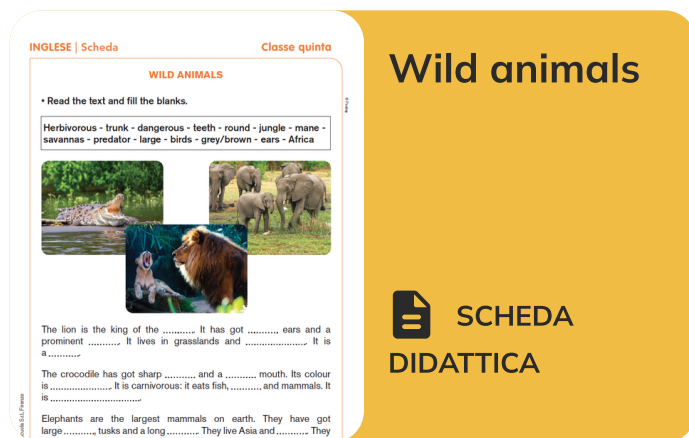 INGLESE | Scheda
Classe quinta
WILD ANIMALS
• Read the text and fill the blanks.
Herbivorous - trunk - dangerous - teeth - round - jungle - mane -
savannas - predator - large - birds - grey/brown - ears - Africa
The lion is the king of the ........... It has got .......... ears and a
prominent .......... It lives in grasslands and ..................... It is
a ..........
The crocodile has got sharp .......... and a .......... mouth. Its colour
is .................... It is carnivorous: it eats fish, .......... and mammals. It
is ..............................
Elephants are the largest mammals on earth. They have got
large .........., tusks and a long .......... They live Asia and .......... They
Wild animals
SCHEDA
DIDATTICA